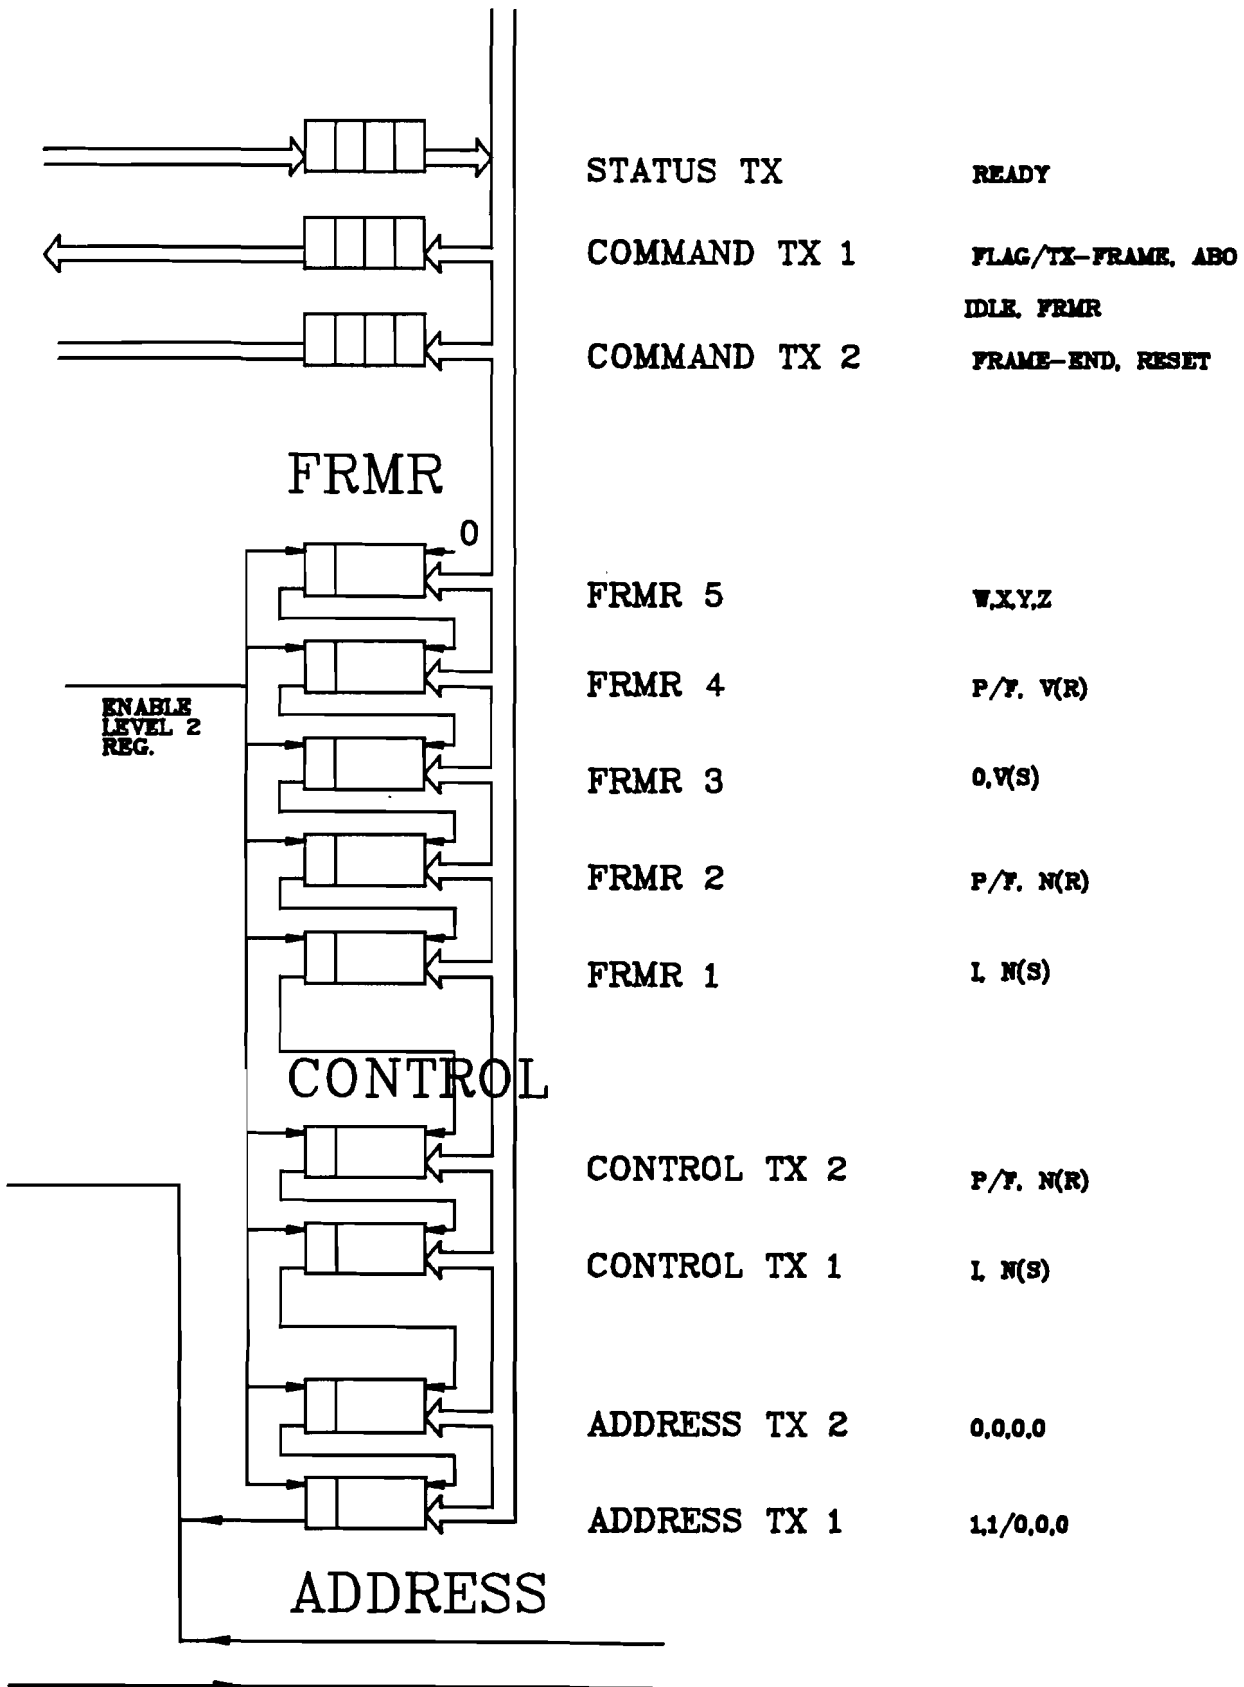 STATUS TX READY
COMMAND TX 1 FLAG/TX-FRAME, ABO
IDLE, FRMR
COMMAND TX 2 FRAME-END, RESET
FRMR
0
FRMR 5 W,X,Y,Z
FRMR 4 P/F, V(R)
ENABLE
LEVEL 2
REG.
FRMR 3 0,V(S)
FRMR 2 P/F, N(R)
FRMR 1 I, N(S)
CONTROL
CONTROL TX 2 P/F, N(R)
CONTROL TX 1 I, N(S)
ADDRESS TX 2 0,0,0,0
ADDRESS TX 1 1,1/0,0,0
ADDRESS